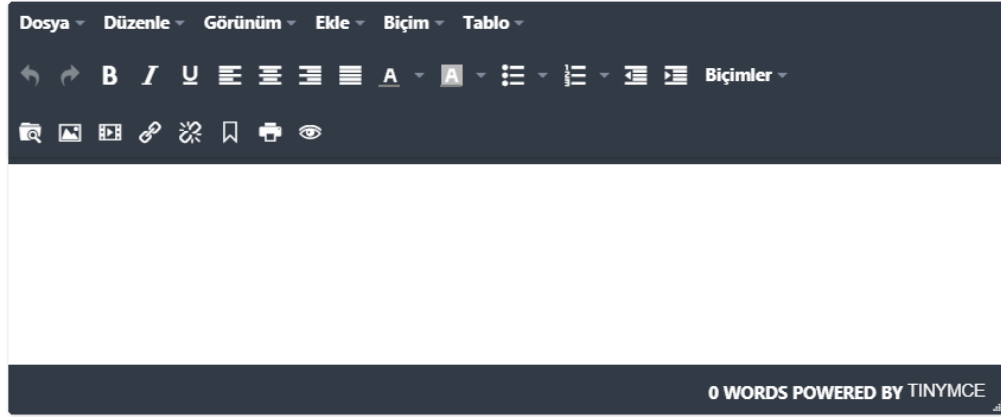 Dosya Düzenle Görünüm Ekle Biçim Tablo
B I U A A Biçimler
0 WORDS POWERED BY TINYMCE